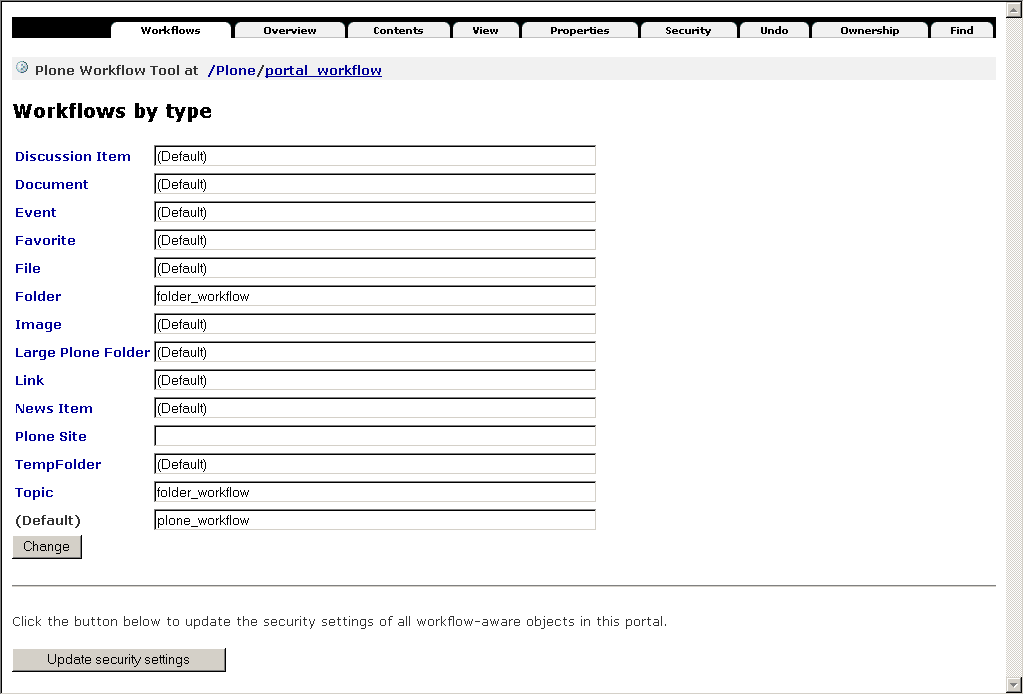 Workflows Overview Contents View Properties Security Undo Ownership Find
Plone Workflow Tool at /Plone/portal_workflow
Workflows by type
Discussion Item (Default)
Document (Default)
Event (Default)
Favorite (Default)
File (Default)
Folder folder_workflow
Image (Default)
Large Plone Folder (Default)
Link (Default)
News Item (Default)
Plone Site
TempFolder (Default)
Topic folder_workflow
(Default) plone_workflow
Change
Click the button below to update the security settings of all workflow-aware objects in this portal.
Update security settings